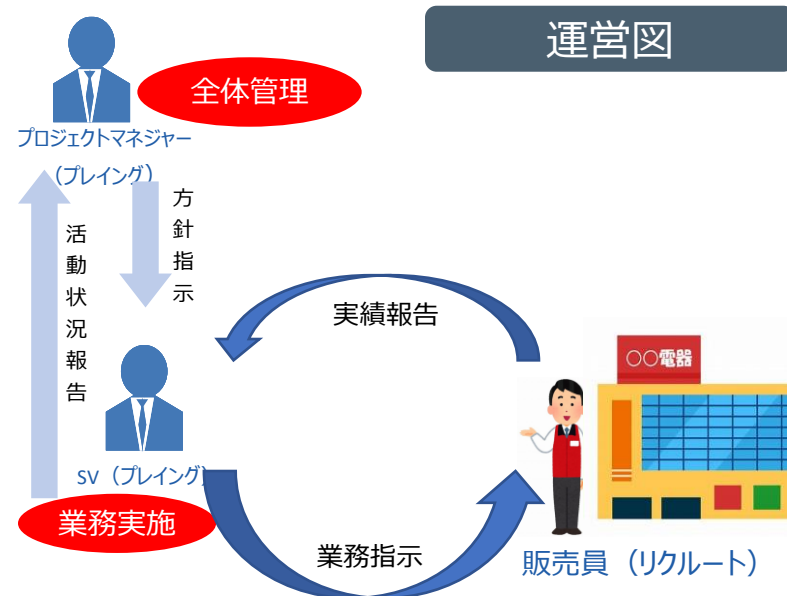 運営図
全体管理
プロジェクトマネジャー
（プレイング）
方針指示
活動状況報告
実績報告
○○電器
SV（プレイング）
業務実施
業務指示
販売員（リクルート）